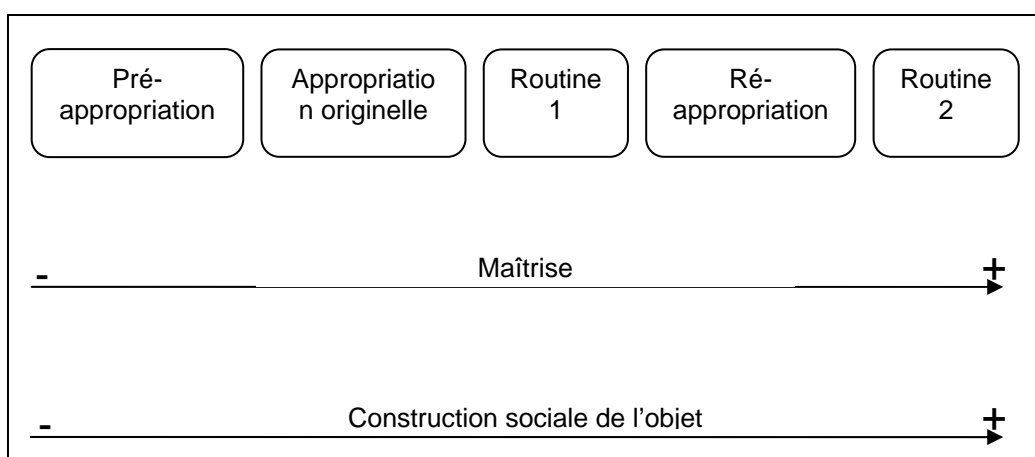 Pré-
appropriation
Appropriatio
n originelle
Routine
1
Ré-
appropriation
Routine
2
- Maîtrise +
- Construction sociale de l’objet +